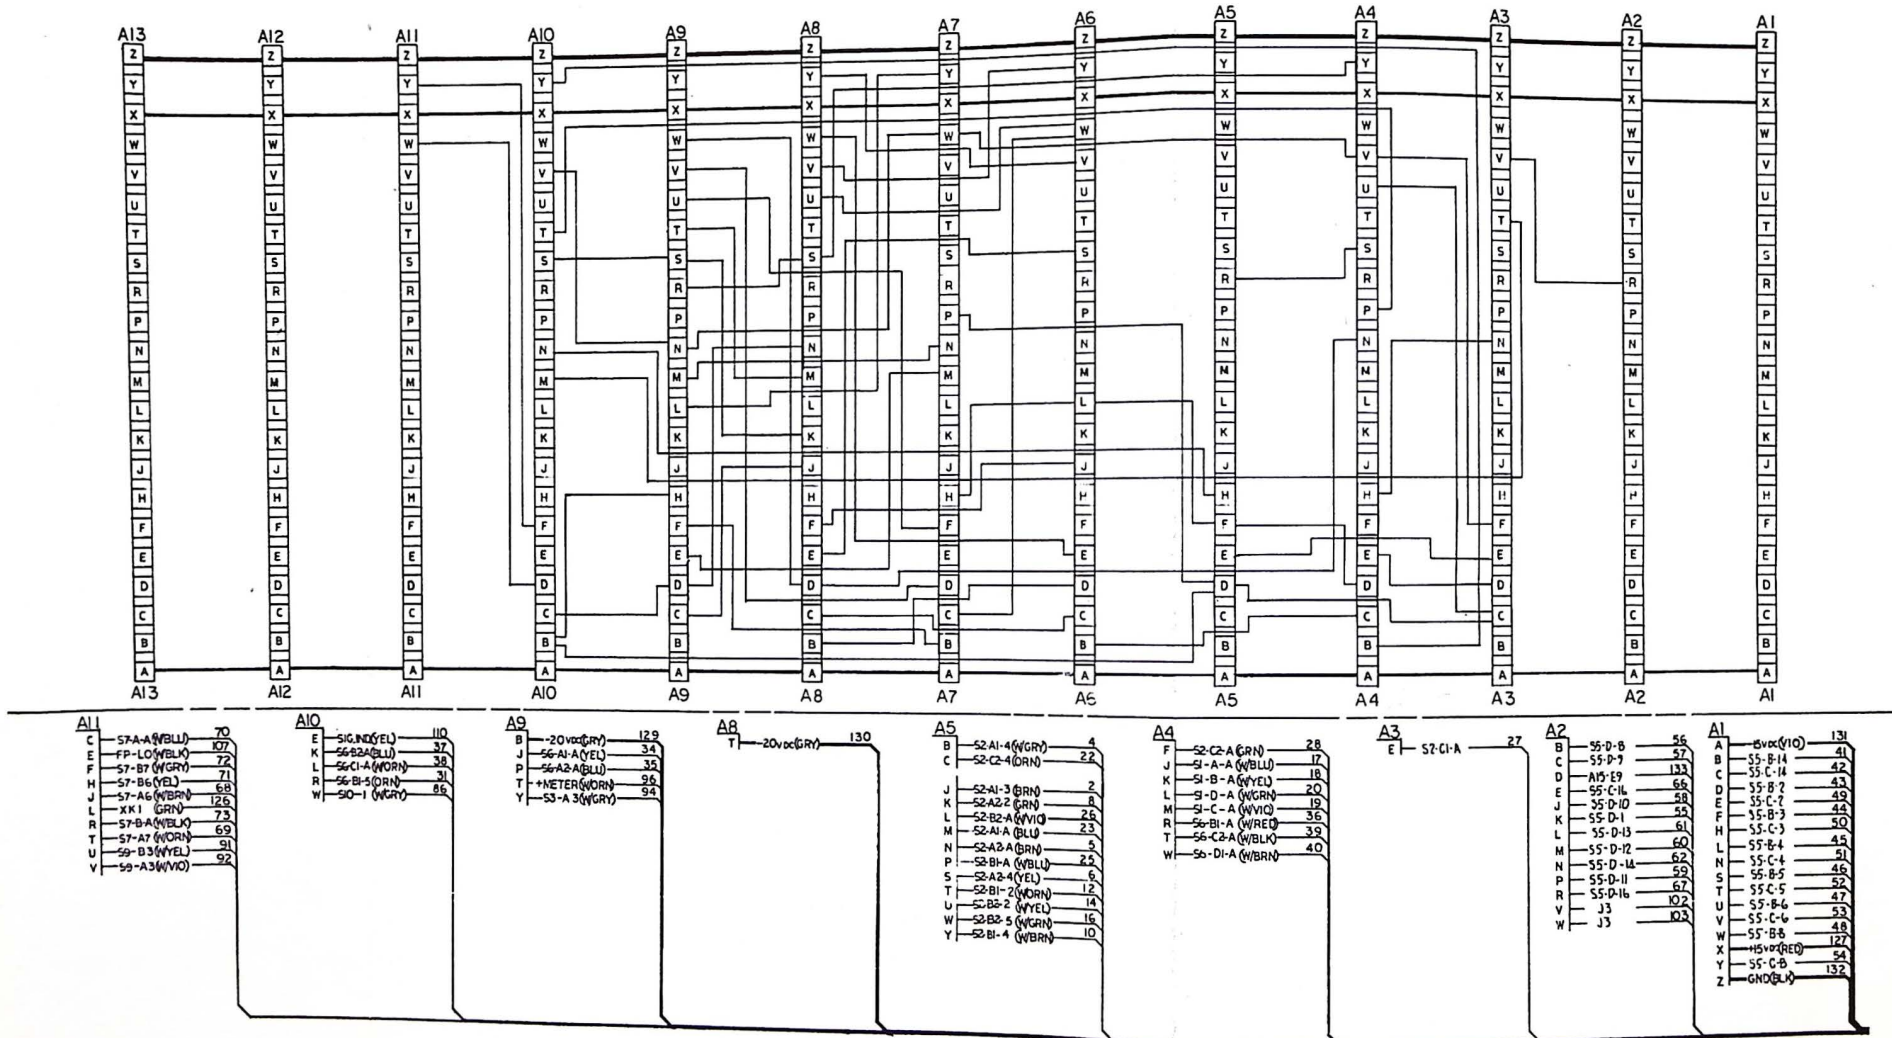 A13 A12 A11 A10 A9 A8 A7 A6 A5 A4 A3 A2 A1
Z Z Z Z Z Z Z Z Z Z Z Z Z
Y Y Y Y Y Y Y Y Y Y Y Y Y
X X X X X X X X X X X X X
W W W W W W W W W W W W W
V V V V V V V V V V V V V
U U U U U U U U U U U U U
T T T T T T T T T T T T T
S S S S S S S S S S S S S
R R R R R R R R R R R R R
P P P P P P P P P P P P P
N N N N N N N N N N N N N
M M M M M M M M M M M M M
L L L L L L L L L L L L L
K K K K K K K K K K K K K
J J J J J J J J J J J J J
H H H H H H H H H H H H H
F F F F F F F F F F F F F
E E E E E E E E E E E E E
D D D D D D D D D D D D D
C C C C C C C C C C C C C
B B B B B B B B B B B B B
A A A A A A A A A A A A A
A13 A12 A11 A10 A9 A8 A7 A6 A5 A4 A3 A2 A1
A11
C S7-A-A(W/BLU) 70
E FP-LO(W/BLK) 107
F S7-B7(W/GRY) 72
H S7-B6(YEL) 71
J S7-A6(W/BRN) 68
L XK1 (GRN) 126
R S7-B-A(W/BLK) 73
T S7-A7(W/ORN) 69
U S9-B3(W/YEL) 91
V S9-A3(W/VIO) 92
A10
E SIG.IND(YEL) 110
K S6-B2-A(BLU) 37
L S6-C1-A(W/ORN) 38
R S6-B1-5(ORN) 31
W S10-1 (W/GRY) 86
A9
B -20VDC(GRY) 129
J S6-A1-A(YEL) 34
P S6-A2-A(BLU) 35
T +METER(W/ORN) 96
Y S3-A3(W/GRY) 94
A8
T -20VDC(GRY) 130
A5
B S2-A1-4(W/GRY) 4
C S2-C2-4(ORN) 22
J S2-A1-3(BRN) 2
K S2-A2-2(GRN) 8
L S2-B2-A(W/VIO) 26
M S2-A1-A(BLU) 23
N S2-A2-A(BRN) 5
P S2-B1-A(W/BLU) 25
S S2-A2-4(YEL) 6
T S2-B1-2(W/ORN) 12
U S2-B2-2(W/YEL) 14
W S2-B2-5(W/GRN) 16
Y S2-B1-4(W/BRN) 10
A4
F S2-C2-A(GRN) 28
J S1-A-A(W/BLU) 17
K S1-B-A(W/YEL) 18
L S1-D-A(W/GRN) 20
M S1-C-A(W/VIO) 19
R S6-B1-A(W/RED) 36
T S6-C2-A(W/BLK) 39
W S6-D1-A(W/BRN) 40
A3
E S2-C1-A 27
A2
B S5-D-8 56
C S5-D-9 57
D A15-E9 133
E S5-C-16 66
J S5-D-10 58
K S5-D-1 55
L S5-D-13 61
M S5-D-12 60
N S5-D-14 62
P S5-D-11 59
R S5-D-16 67
V J3 102
W J3 103
A1
A -15VDC(VIO) 131
B S5-B-14 41
C S5-C-14 42
D S5-B-2 43
E S5-C-2 49
F S5-B-3 44
H S5-C-3 50
L S5-B-4 45
N S5-C-4 51
S S5-B-5 46
T S5-C-5 52
U S5-B-6 47
V S5-C-6 53
W S5-B-8 48
X +15VDC(RED) 127
Y S5-C-8 54
Z GND(BLK) 132